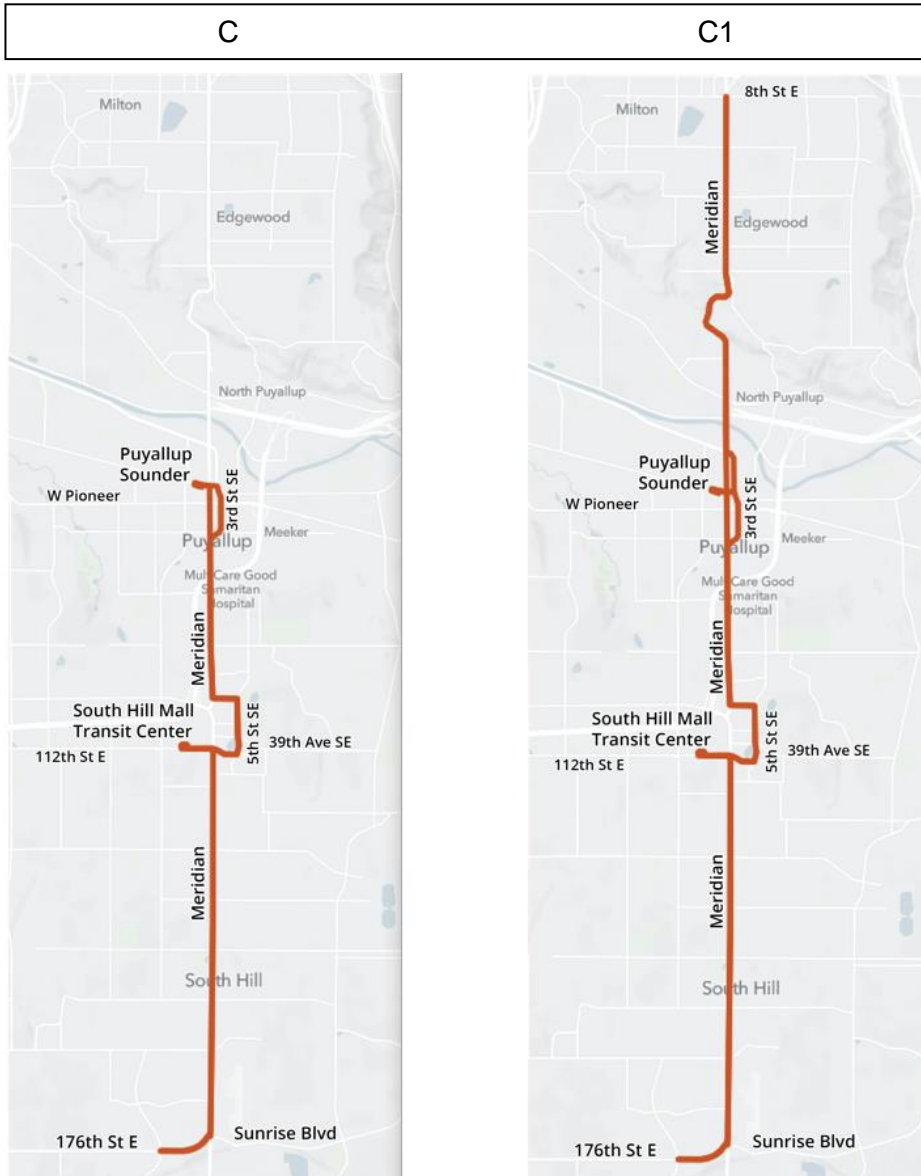 C
C1
Milton
Edgewood
North Puyallup
Puyallup
Sounder
W Pioneer
3rd St SE
Meeker
Puyallup
MultiCare Good
Samaritan
Hospital
Meridian
South Hill Mall
Transit Center
5th St SE
39th Ave SE
112th St E
Meridian
South Hill
176th St E
Sunrise Blvd
8th St E
Milton
Meridian
Edgewood
North Puyallup
Puyallup
Sounder
W Pioneer
3rd St SE
Meeker
Puyallup
MultiCare Good
Samaritan
Hospital
Meridian
South Hill Mall
Transit Center
5th St SE
39th Ave SE
112th St E
Meridian
South Hill
176th St E
Sunrise Blvd